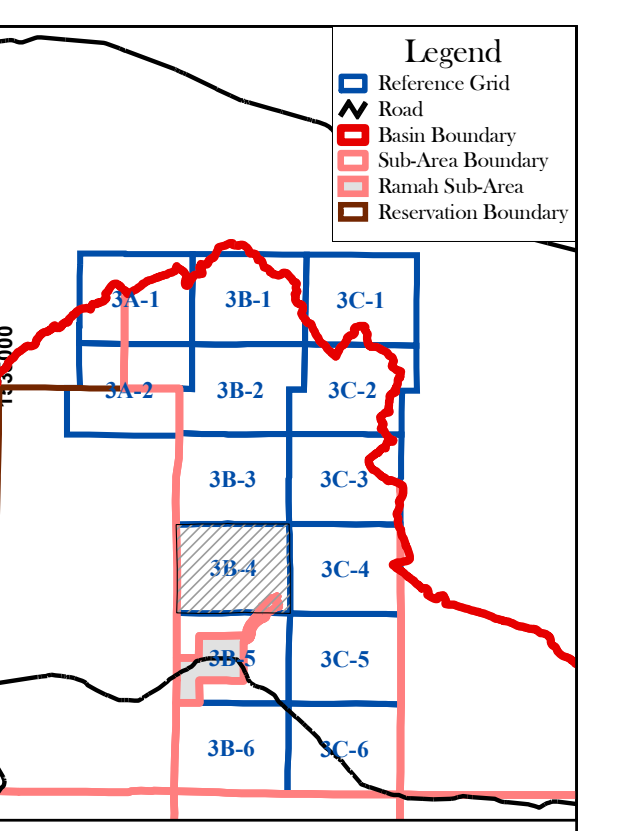 Legend
Reference Grid
Road
Basin Boundary
Sub-Area Boundary
Ramah Sub-Area
Reservation Boundary
3A-1
3B-1
3C-1
3A-2
3B-2
3C-2
3B-3
3C-3
3B-4
3C-4
3B-5
3C-5
3B-6
3C-6